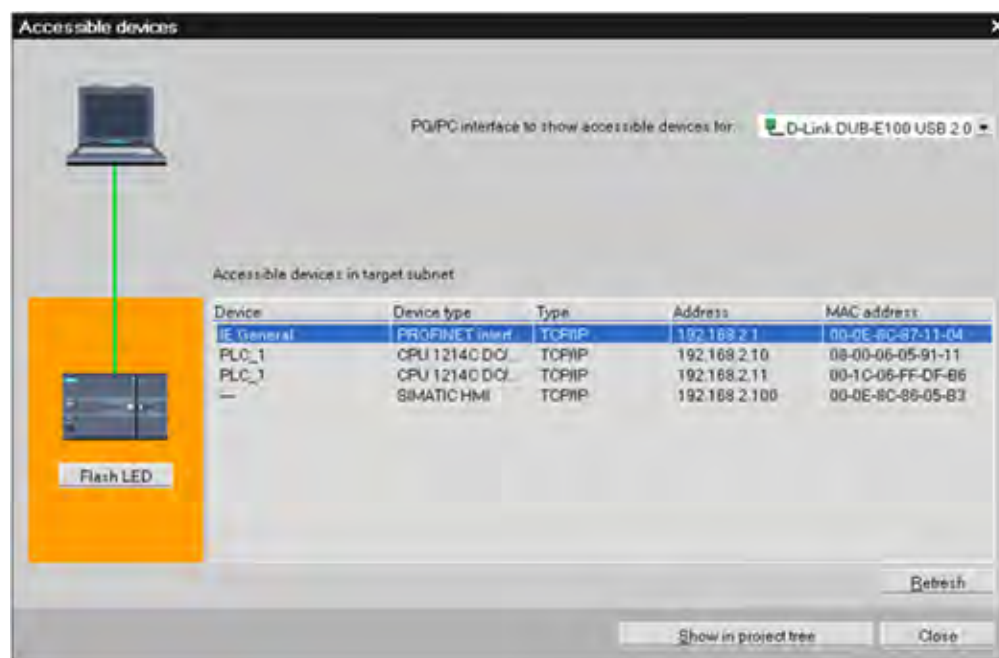 Accessible devices
PG/PC interface to show accessible devices for: D-Link DUB-E100 USB 2.0
Accessible devices in target subnet
Device Device type Type Address MAC address
IE General PROFINET interf.. TCP/IP 192.168.2.1 00-0E-8C-87-11-04
PLC_1 CPU 1214C DC/... TCP/IP 192.168.2.10 08-00-06-05-91-11
PLC_1 CPU 1214C DC/... TCP/IP 192.168.2.11 00-1C-06-FF-DF-B6
— SIMATIC HMI TCP/IP 192.168.2.100 00-0E-8C-86-05-B3
Flash LED
Refresh
Show in project tree Close